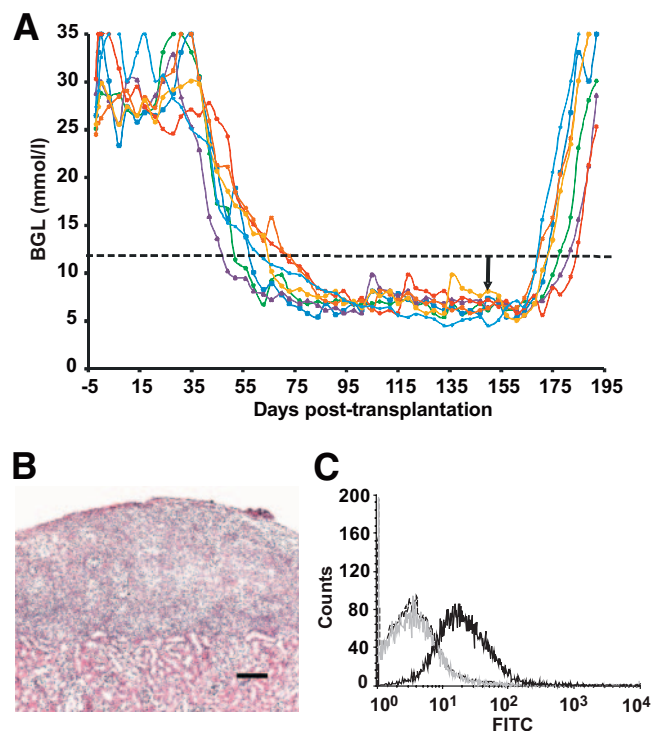 A
BGL (mmol/l)
35
30
25
20
15
10
5
0
-5 15 35 55 75 95 115 135 155 175 195
Days post-transplantation
B
C
Counts
200
160
120
80
40
0
10⁰ 10¹ 10² 10³ 10⁴
FITC